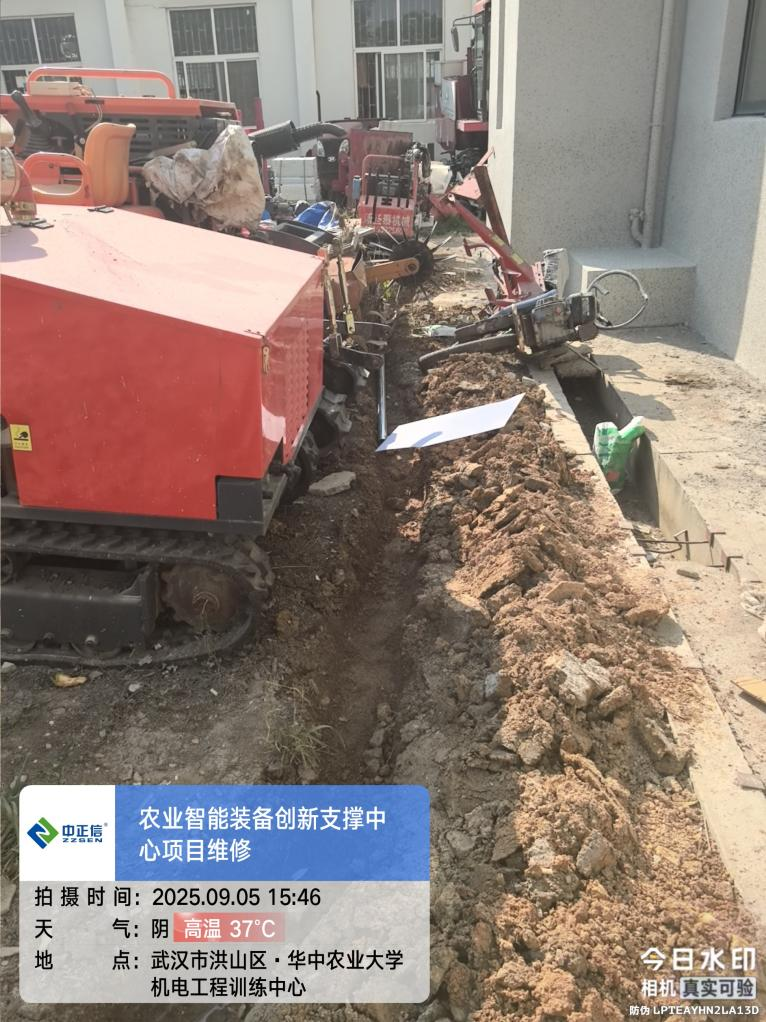 中正信
ZZSEN
农业智能装备创新支撑中
心项目维修
拍摄时间: 2025.09.05 15:46
天气: 阴 高温 37°C
地点: 武汉市洪山区·华中农业大学
机电工程训练中心
今日水印
相机 真实可验
防伪 LPTEAYHN2LA13D